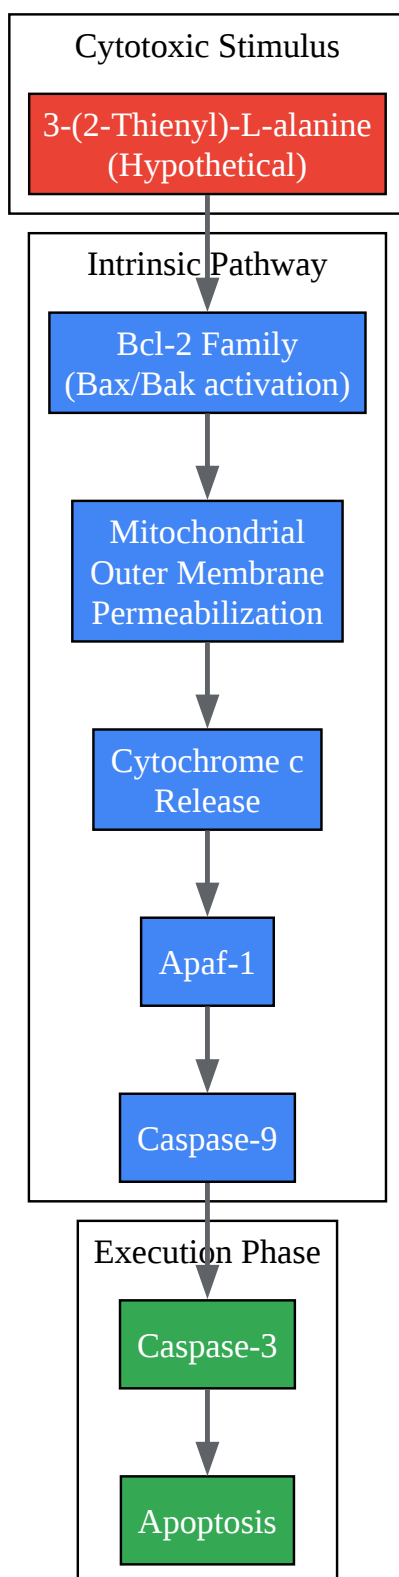 Cytotoxic Stimulus
3-(2-Thienyl)-L-alanine
(Hypothetical)
Intrinsic Pathway
Bcl-2 Family
(Bax/Bak activation)
Mitochondrial
Outer Membrane
Permeabilization
Cytochrome c
Release
Apaf-1
Caspase-9
Execution Phase
Caspase-3
Apoptosis